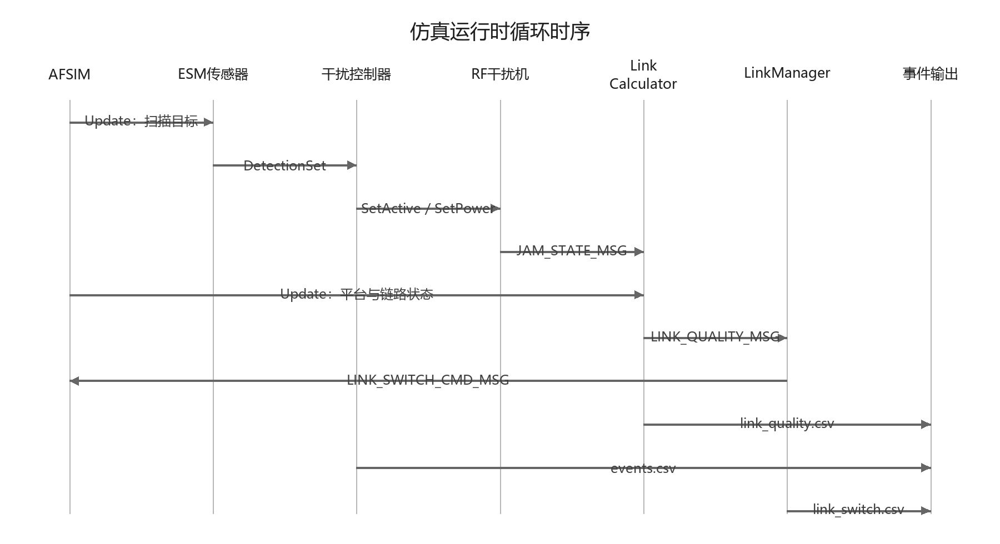 仿真运行时循环时序
AFSIM
ESM传感器
干扰控制器
RF干扰机
Link
Calculator
LinkManager
事件输出
Update：扫描目标
DetectionSet
SetActive / SetPower
JAM_STATE_MSG
Update：平台与链路状态
LINK_QUALITY_MSG
LINK_SWITCH_CMD_MSG
link_quality.csv
events.csv
link_switch.csv